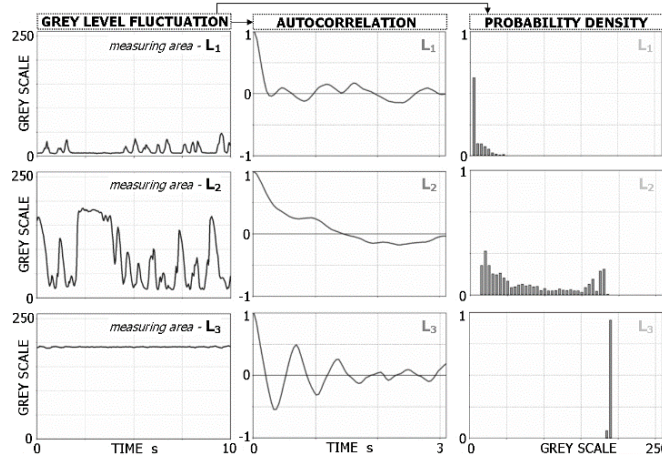 GREY LEVEL FLUCTUATION AUTOCORRELATION PROBABILITY DENSITY
250 GREY SCALE 0 measuring area - L1 1 0 -1 L1 1 0 L1
250 GREY SCALE 0 measuring area - L2 1 0 -1 L2 1 0 L2
250 GREY SCALE 0 measuring area - L3 1 0 -1 L3 1 0 L3
0 TIME s 10 0 TIME s 3 0 GREY SCALE 250